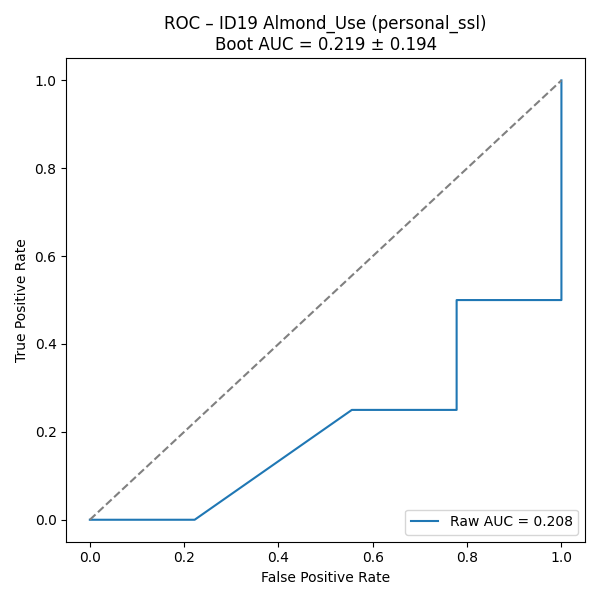 ROC – ID19 Almond_Use (personal_ssl)
Boot AUC = 0.219 ± 0.194
True Positive Rate
1.0
0.8
0.6
0.4
0.2
0.0
Raw AUC = 0.208
0.0 0.2 0.4 0.6 0.8 1.0
False Positive Rate